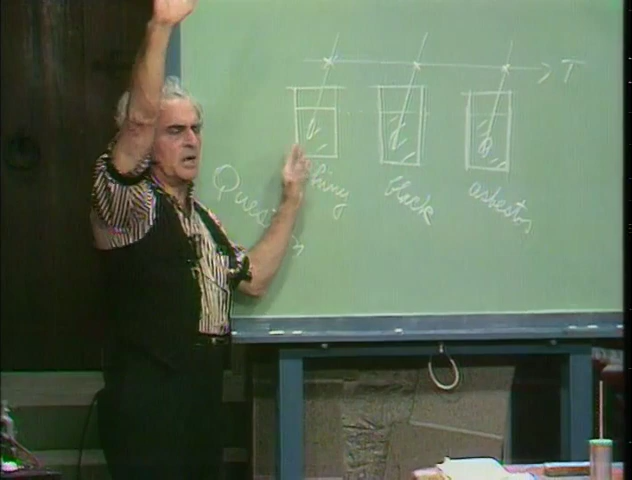 T
shiny
black
asbestos
Question